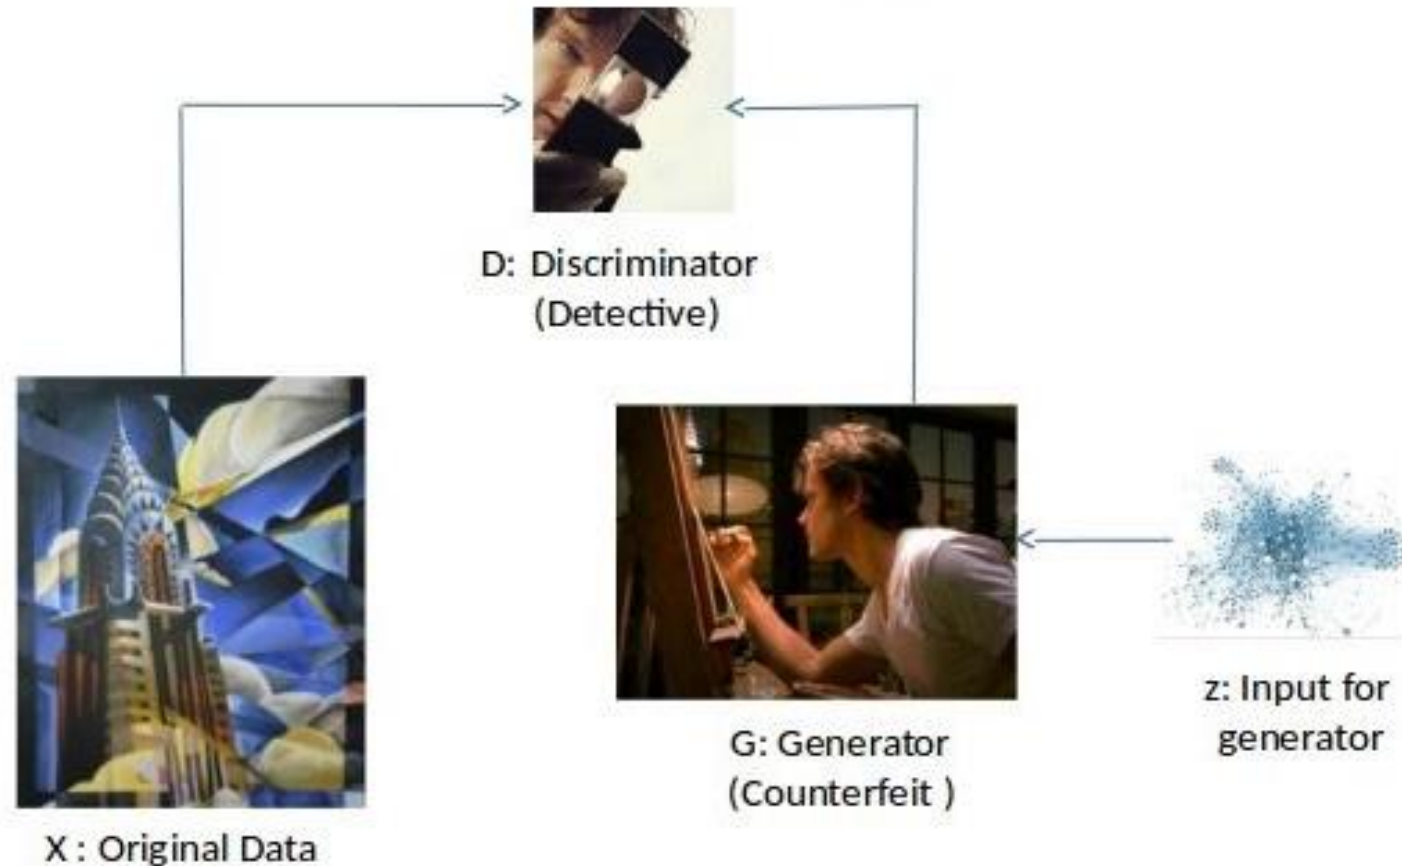 D: Discriminator
(Detective)
G: Generator
(Counterfeit )
z: Input for
generator
X : Original Data